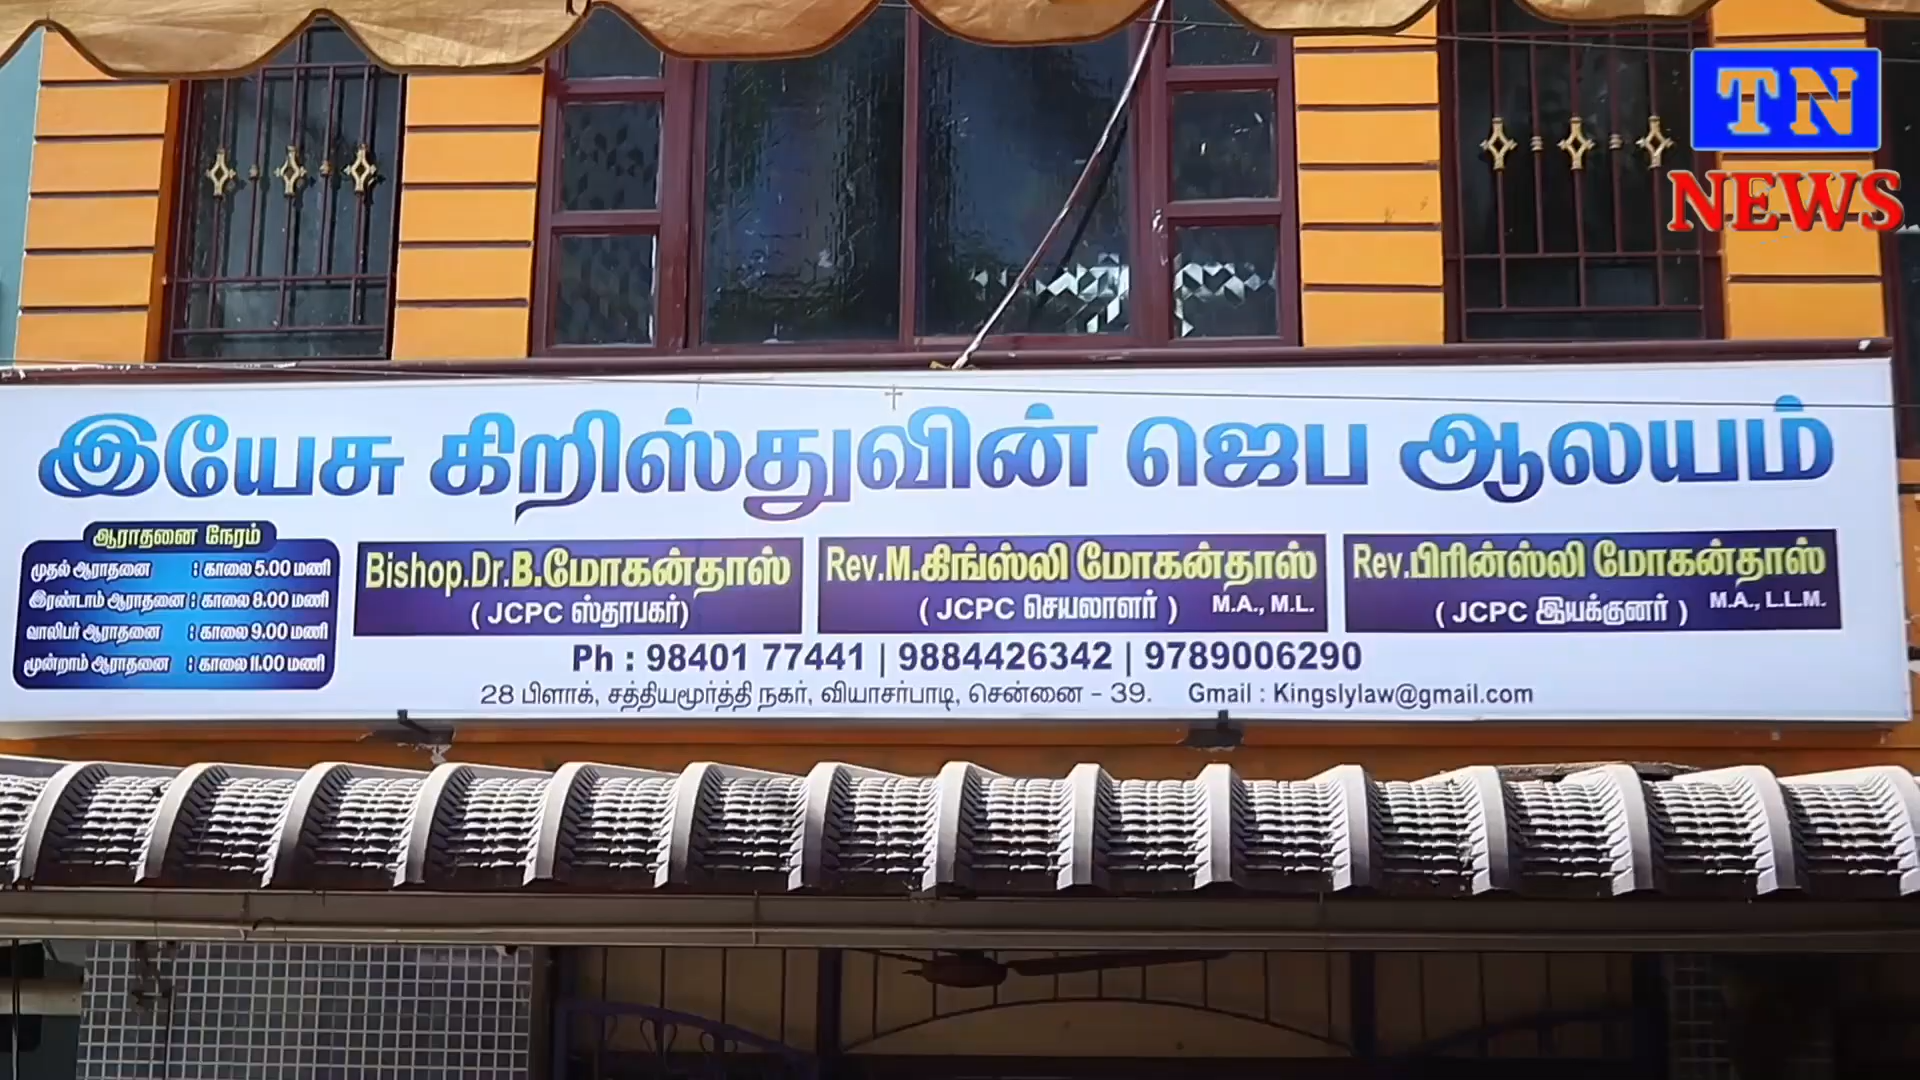 TN
NEWS
இயேசு கிறிஸ்துவின் ஜெப ஆலயம்
ஆராதனை நேரம்
முதல் ஆராதனை : காலை 5.00 மணி
இரண்டாம் ஆராதனை : காலை 8.00 மணி
வாலிபர் ஆராதனை : காலை 9.00 மணி
மூன்றாம் ஆராதனை : காலை 11.00 மணி
Bishop.Dr.B.மோகன்தாஸ்
( JCPC ஸ்தாபகர்)
Rev.M.கிங்ஸ்லி மோகன்தாஸ்
( JCPC செயலாளர் ) M.A., M.L.
Rev.பிரின்ஸ்லி மோகன்தாஸ்
( JCPC இயக்குனர் ) M.A., L.L.M.
Ph : 98401 77441 | 9884426342 | 9789006290
28 பிளாக், சத்தியமூர்த்தி நகர், வியாசர்பாடி, சென்னை - 39. Gmail : Kingslylaw@gmail.com